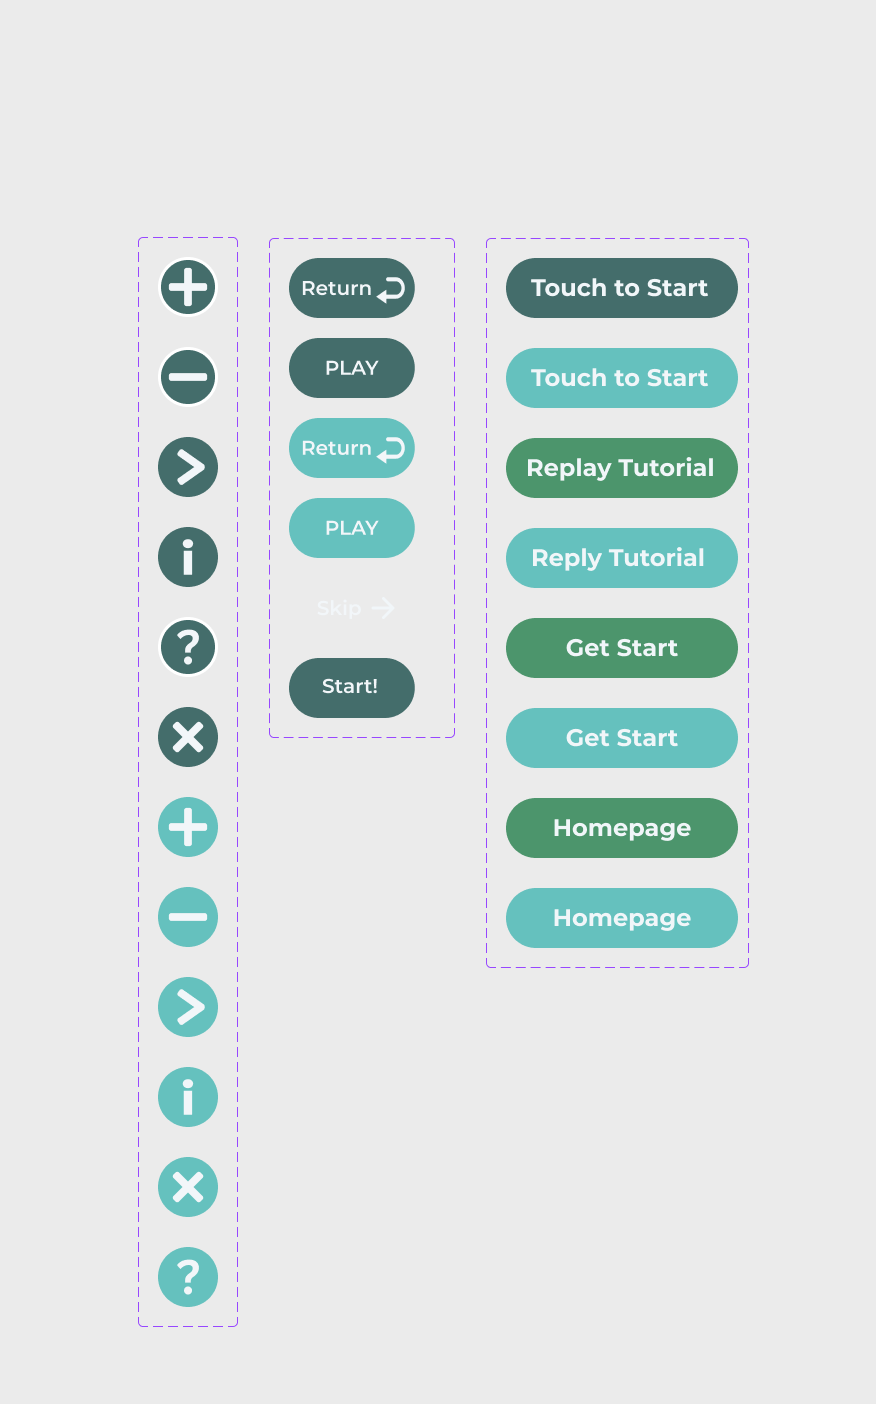 i
?
i
?
Return
PLAY
Return
PLAY
Skip
Start!
Touch to Start
Touch to Start
Replay Tutorial
Reply Tutorial
Get Start
Get Start
Homepage
Homepage